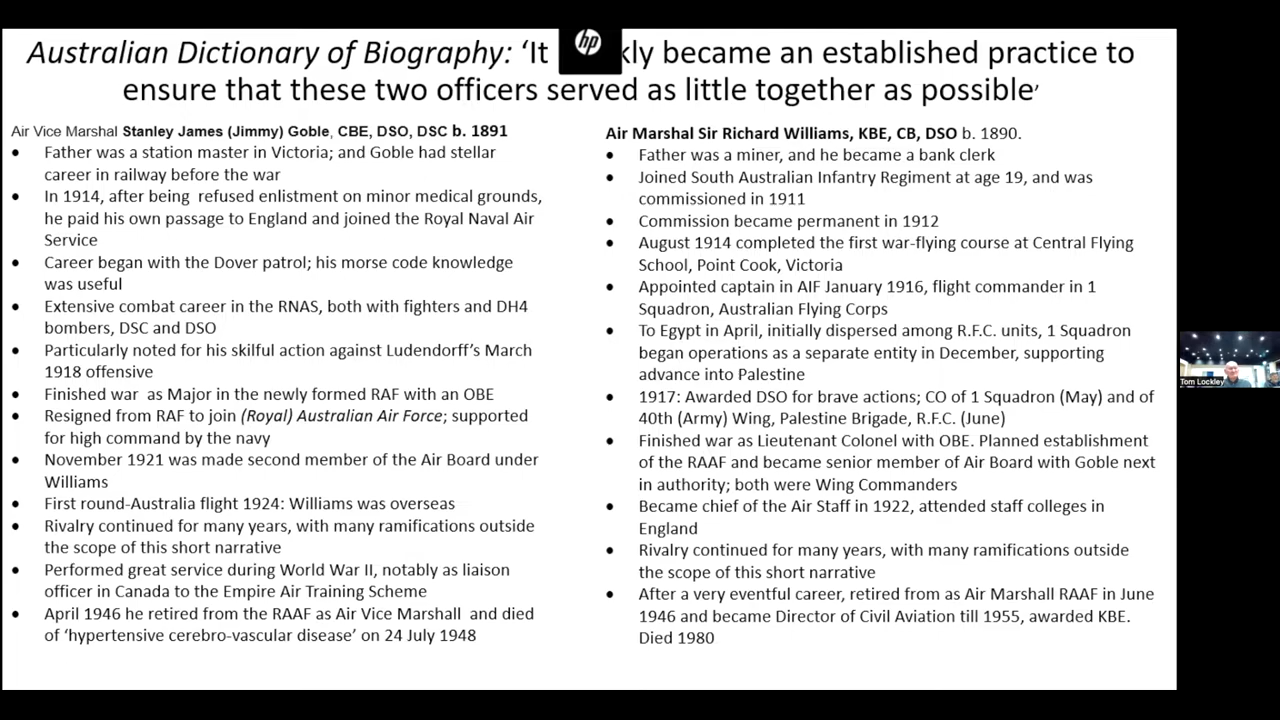 Australian Dictionary of Biography: ‘It kly became an established practice to
ensure that these two officers served as little together as possible’
hp
Air Vice Marshal Stanley James (Jimmy) Goble, CBE, DSO, DSC b. 1891
• Father was a station master in Victoria; and Goble had stellar
career in railway before the war
• In 1914, after being refused enlistment on minor medical grounds,
he paid his own passage to England and joined the Royal Naval Air
Service
• Career began with the Dover patrol; his morse code knowledge
was useful
• Extensive combat career in the RNAS, both with fighters and DH4
bombers, DSC and DSO
• Particularly noted for his skilful action against Ludendorff’s March
1918 offensive
• Finished war as Major in the newly formed RAF with an OBE
• Resigned from RAF to join (Royal) Australian Air Force; supported
for high command by the navy
• November 1921 was made second member of the Air Board under
Williams
• First round-Australia flight 1924: Williams was overseas
• Rivalry continued for many years, with many ramifications outside
the scope of this short narrative
• Performed great service during World War II, notably as liaison
officer in Canada to the Empire Air Training Scheme
• April 1946 he retired from the RAAF as Air Vice Marshall and died
of ‘hypertensive cerebro-vascular disease’ on 24 July 1948
Air Marshal Sir Richard Williams, KBE, CB, DSO b. 1890.
• Father was a miner, and he became a bank clerk
• Joined South Australian Infantry Regiment at age 19, and was
commissioned in 1911
• Commission became permanent in 1912
• August 1914 completed the first war-flying course at Central Flying
School, Point Cook, Victoria
• Appointed captain in AIF January 1916, flight commander in 1
Squadron, Australian Flying Corps
• To Egypt in April, initially dispersed among R.F.C. units, 1 Squadron
began operations as a separate entity in December, supporting
advance into Palestine
• 1917: Awarded DSO for brave actions; CO of 1 Squadron (May) and of
40th (Army) Wing, Palestine Brigade, R.F.C. (June)
• Finished war as Lieutenant Colonel with OBE. Planned establishment
of the RAAF and became senior member of Air Board with Goble next
in authority; both were Wing Commanders
• Became chief of the Air Staff in 1922, attended staff colleges in
England
• Rivalry continued for many years, with many ramifications outside
the scope of this short narrative
• After a very eventful career, retired from as Air Marshall RAAF in June
1946 and became Director of Civil Aviation till 1955, awarded KBE.
Died 1980
Tom Lockley